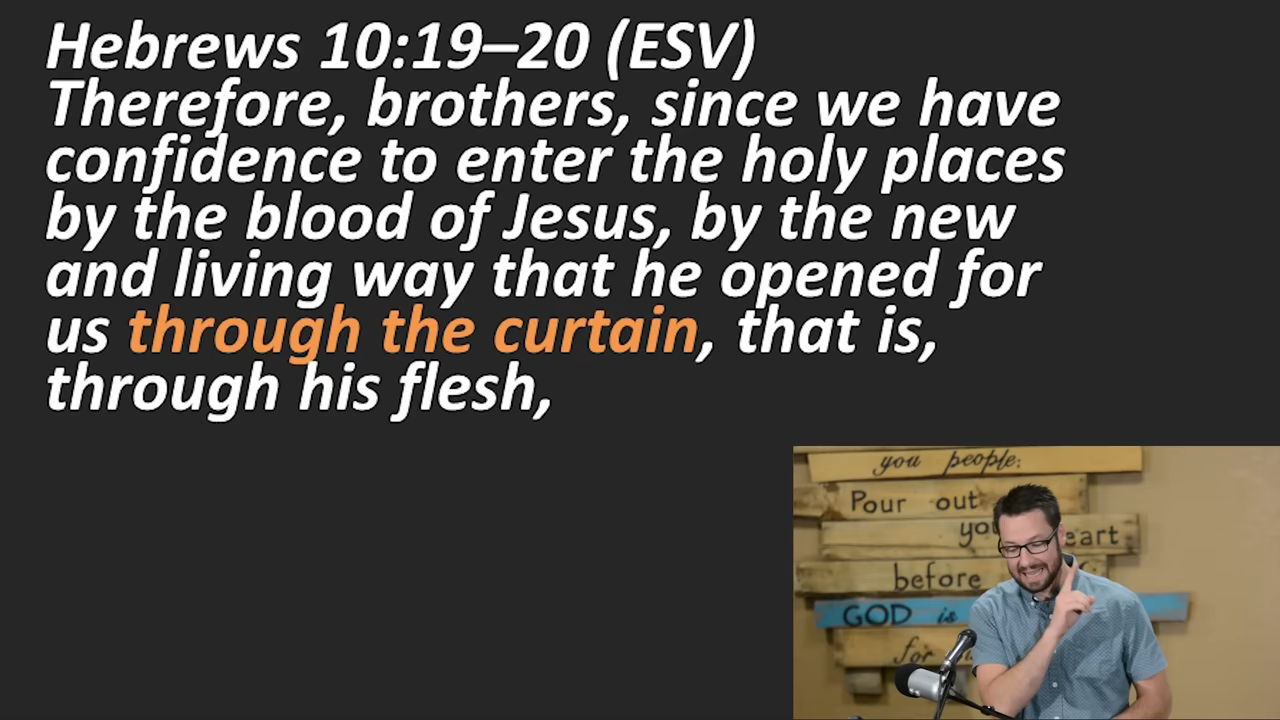 Hebrews 10:19–20 (ESV)
Therefore, brothers, since we have
confidence to enter the holy places
by the blood of Jesus, by the new
and living way that he opened for
us through the curtain, that is,
through his flesh,
you people:
Pour out
before
GOD is
for